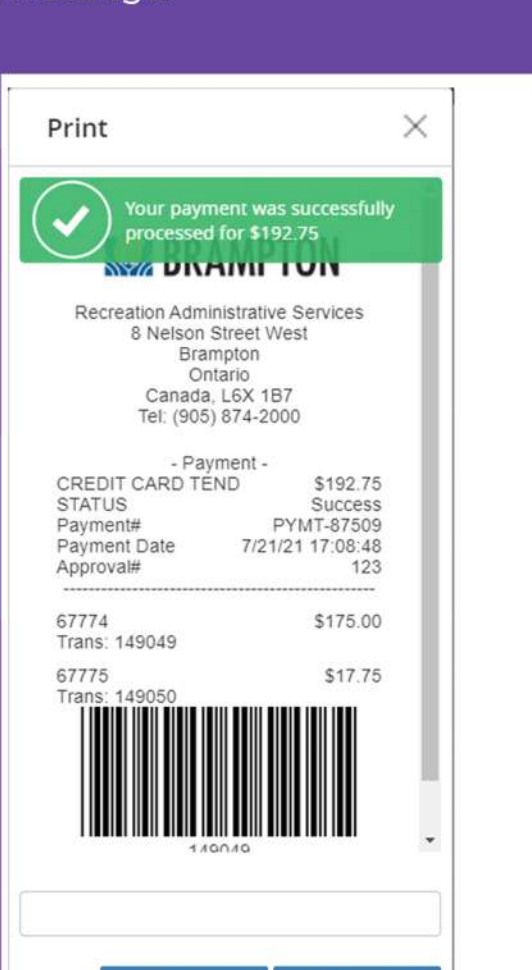 Print
Your payment was successfully
processed for $192.75
BRAMPTON
Recreation Administrative Services
8 Nelson Street West
Brampton
Ontario
Canada, L6X 1B7
Tel: (905) 874-2000
- Payment -
CREDIT CARD TEND $192.75
STATUS Success
Payment# PYMT-87509
Payment Date 7/21/21 17:08:48
Approval# 123
67774 $175.00
Trans: 149049
67775 $17.75
Trans: 149050
149049